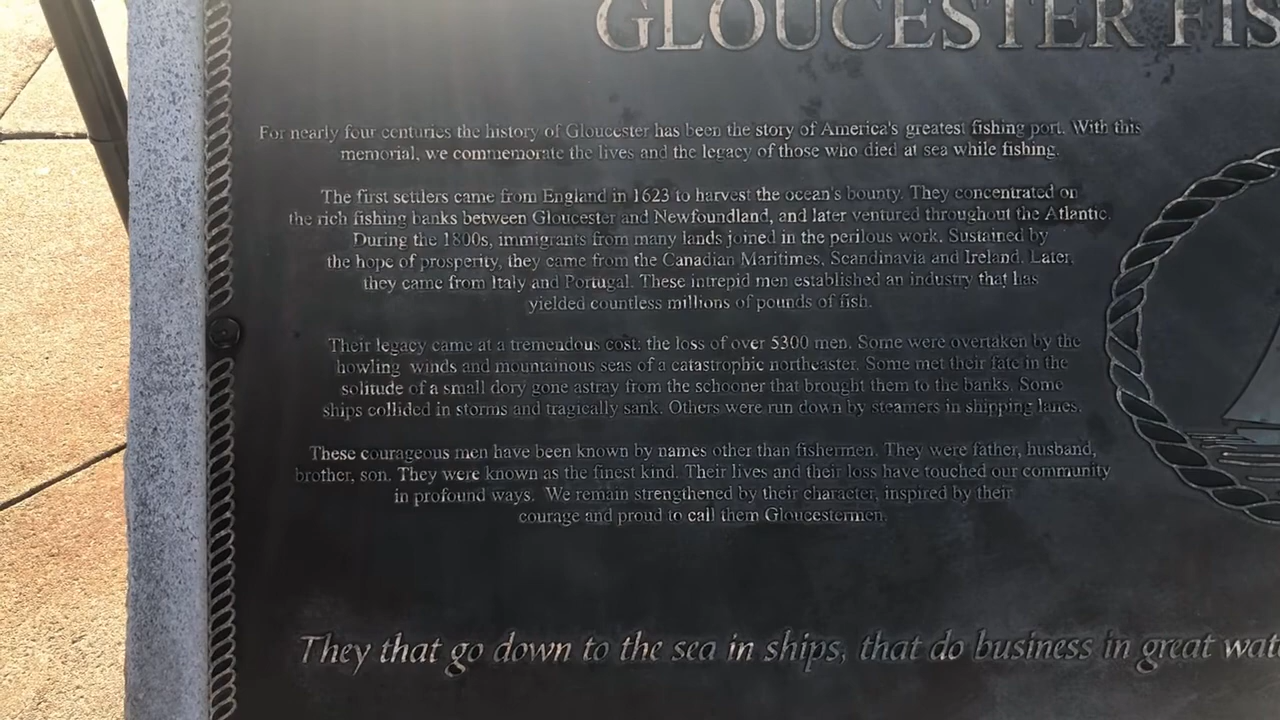 GLOUCESTER FIS
For nearly four centuries the history of Gloucester has been the story of America's greatest fishing port. With this
memorial, we commemorate the lives and the legacy of those who died at sea while fishing.
The first settlers came from England in 1623 to harvest the ocean's bounty. They concentrated on
the rich fishing banks between Gloucester and Newfoundland, and later ventured throughout the Atlantic.
During the 1800s, immigrants from many lands joined in the perilous work. Sustained by
the hope of prosperity, they came from the Canadian Maritimes, Scandinavia and Ireland. Later,
they came from Italy and Portugal. These intrepid men established an industry that has
yielded countless millions of pounds of fish.
Their legacy came at a tremendous cost: the loss of over 5300 men. Some were overtaken by the
howling winds and mountainous seas of a catastrophic northeaster. Some met their fate in the
solitude of a small dory gone astray from the schooner that brought them to the banks. Some
ships collided in storms and tragically sank. Others were run down by steamers in shipping lanes.
These courageous men have been known by names other than fishermen. They were father, husband,
brother, son. They were known as the finest kind. Their lives and their loss have touched our community
in profound ways. We remain strengthened by their character, inspired by their
courage and proud to call them Gloucestermen.
They that go down to the sea in ships, that do business in great wat